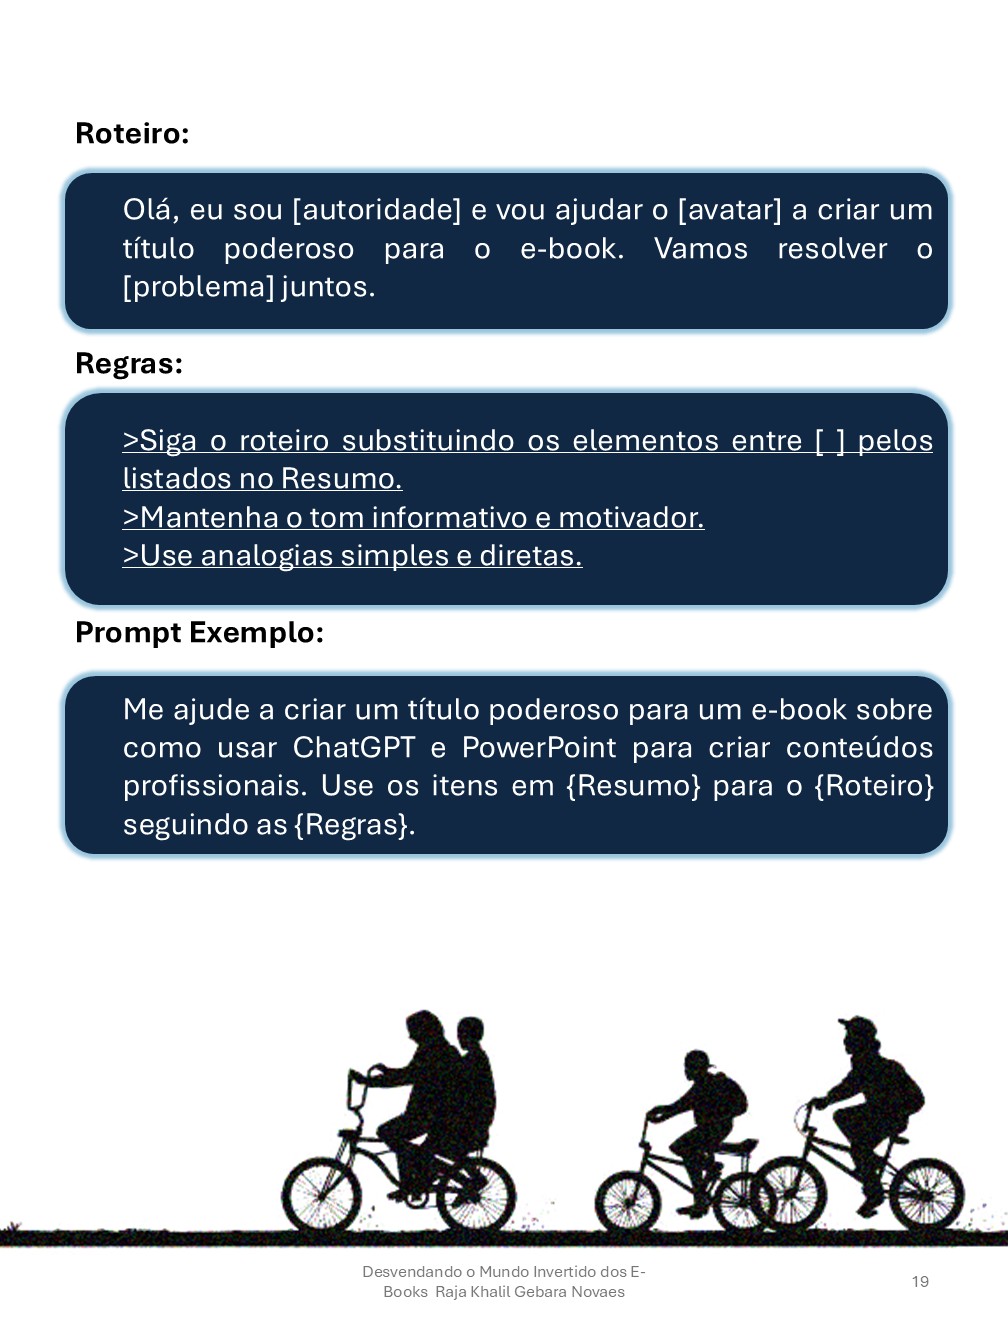 Roteiro:
Olá, eu sou [autoridade] e vou ajudar o [avatar] a criar um
título poderoso para o e-book. Vamos resolver o
[problema] juntos.
Regras:
>Siga o roteiro substituindo os elementos entre [ ] pelos
listados no Resumo.
>Mantenha o tom informativo e motivador.
>Use analogias simples e diretas.
Prompt Exemplo:
Me ajude a criar um título poderoso para um e-book sobre
como usar ChatGPT e PowerPoint para criar conteúdos
profissionais. Use os itens em {Resumo} para o {Roteiro}
seguindo as {Regras}.
Desvendando o Mundo Invertido dos E-
Books Raja Khalil Gebara Novaes
19